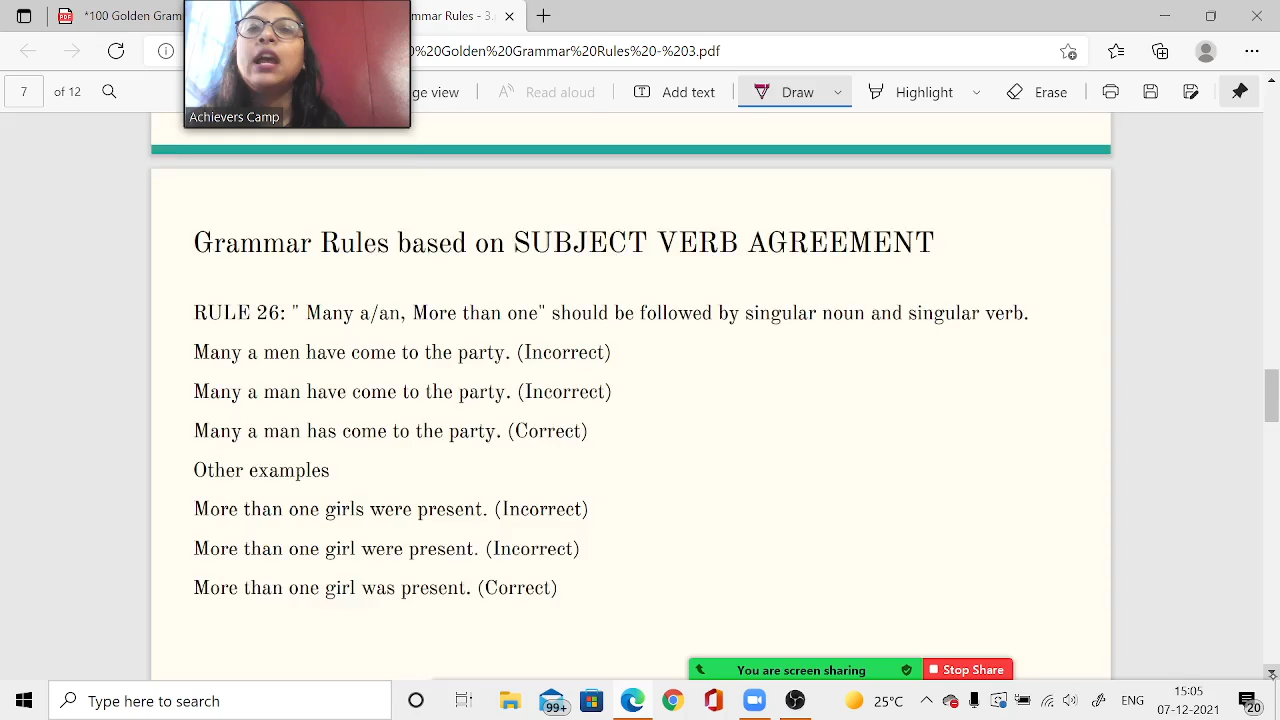 *100 Golden Gramm
mmar Rules - 3.
0%20Golden%20Grammar%20Rules%20-%203.pdf
7 of 12
ge view
Read aloud
Add text
Draw
Highlight
Erase
Achievers Camp
Grammar Rules based on SUBJECT VERB AGREEMENT
RULE 26: " Many a/an, More than one" should be followed by singular noun and singular verb.
Many a men have come to the party. (Incorrect)
Many a man have come to the party. (Incorrect)
Many a man has come to the party. (Correct)
Other examples
More than one girls were present. (Incorrect)
More than one girl were present. (Incorrect)
More than one girl was present. (Correct)
You are screen sharing
Stop Share
Type here to search
99+
25°C
ENG
15:05
07-12-2021
20